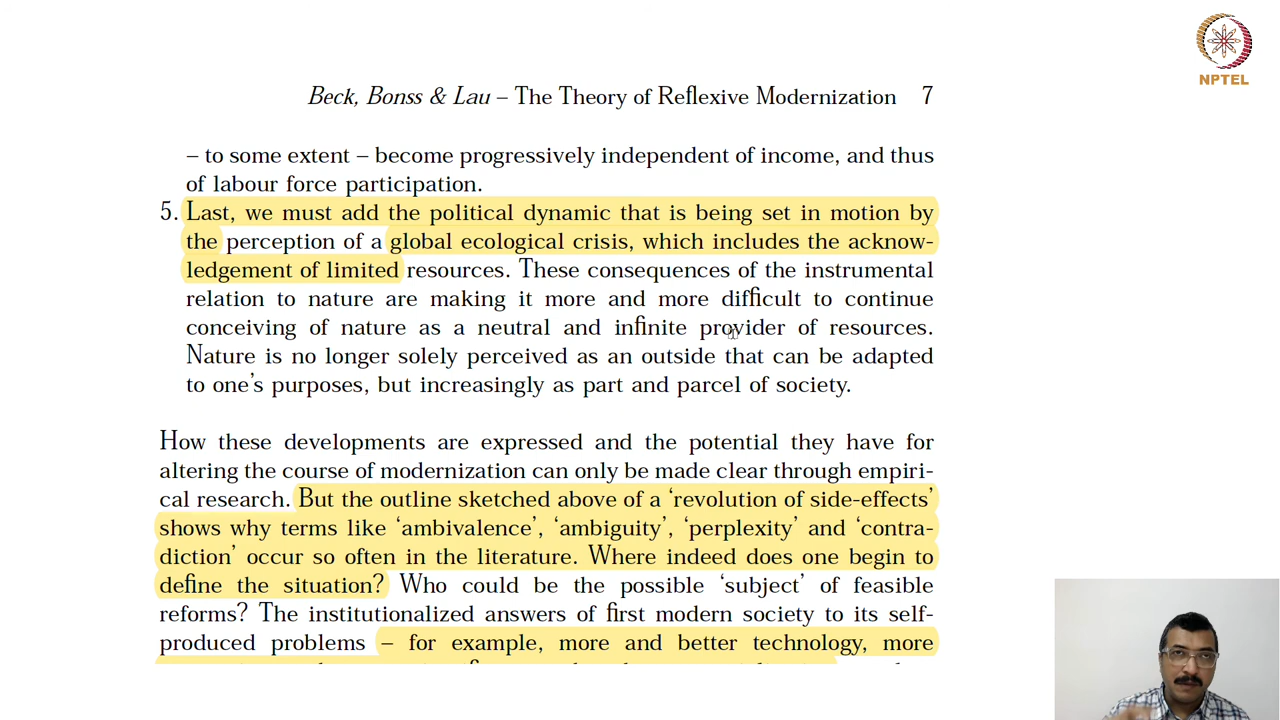 NPTEL
Beck, Bonss & Lau – The Theory of Reflexive Modernization 7
– to some extent – become progressively independent of income, and thus
of labour force participation.
5. Last, we must add the political dynamic that is being set in motion by
the perception of a global ecological crisis, which includes the acknow-
ledgement of limited resources. These consequences of the instrumental
relation to nature are making it more and more difficult to continue
conceiving of nature as a neutral and infinite provider of resources.
Nature is no longer solely perceived as an outside that can be adapted
to one's purposes, but increasingly as part and parcel of society.
How these developments are expressed and the potential they have for
altering the course of modernization can only be made clear through empiri-
cal research. But the outline sketched above of a 'revolution of side-effects'
shows why terms like 'ambivalence', 'ambiguity', 'perplexity' and 'contra-
diction' occur so often in the literature. Where indeed does one begin to
define the situation? Who could be the possible 'subject' of feasible
reforms? The institutionalized answers of first modern society to its self-
produced problems – for example, more and better technology, more